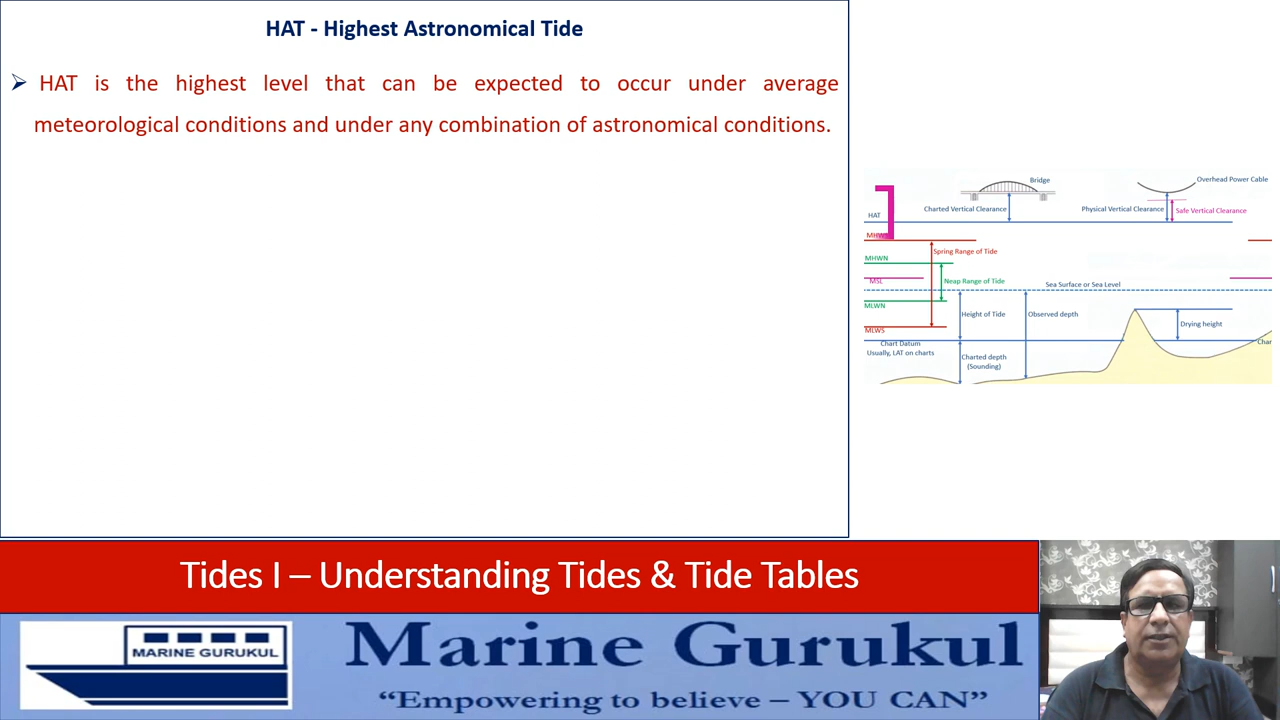 HAT - Highest Astronomical Tide
➢ HAT is the highest level that can be expected to occur under average
meteorological conditions and under any combination of astronomical conditions.
Bridge
Overhead Power Cable
HAT
Charted Vertical Clearance
Physical Vertical Clearance
Safe Vertical Clearance
Spring Range of Tide
MHWN
MSL
Neap Range of Tide
Sea Surface or Sea Level
MLWN
Height of Tide
Observed depth
Drying height
MLWS
Chart Datum
Usually, LAT on charts
Charted depth
(Sounding)
Char
Tides I – Understanding Tides & Tide Tables
MARINE GURUKUL
Marine Gurukul
“Empowering to believe – YOU CAN”